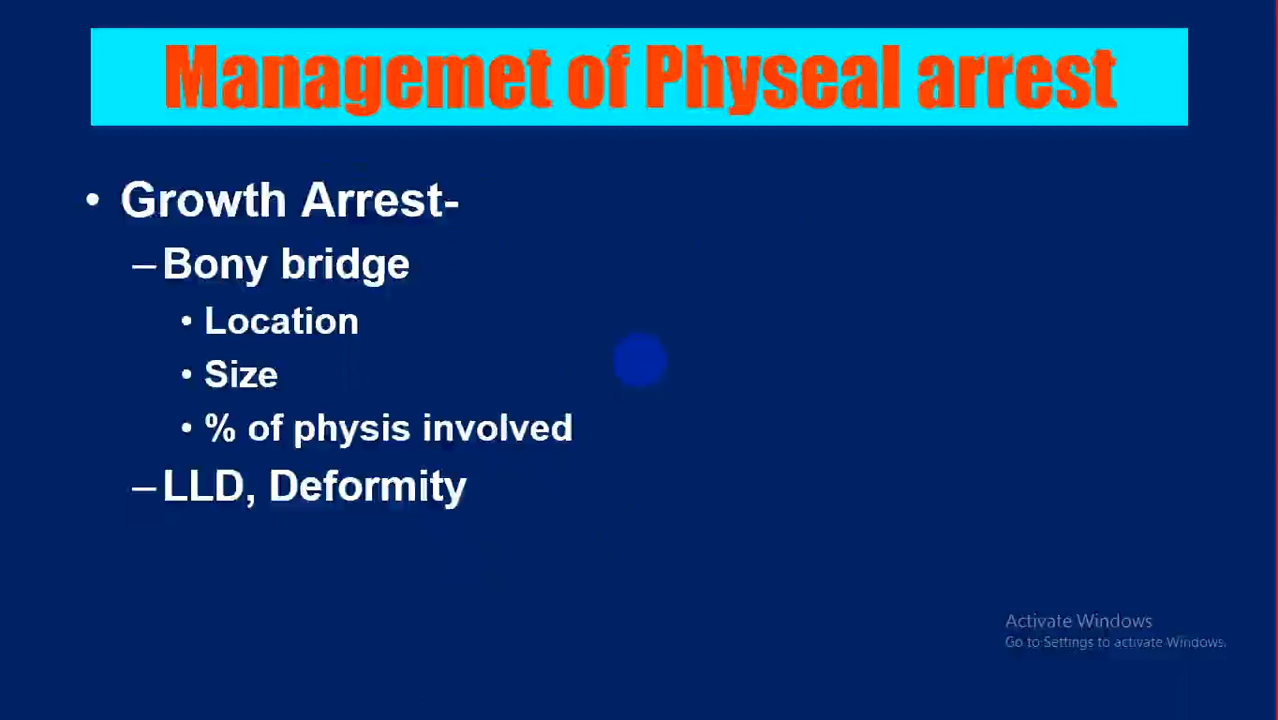 Managemet of Physeal arrest
• Growth Arrest-
–Bony bridge
• Location
• Size
• % of physis involved
–LLD, Deformity
Activate Windows
Go to Settings to activate Windows.